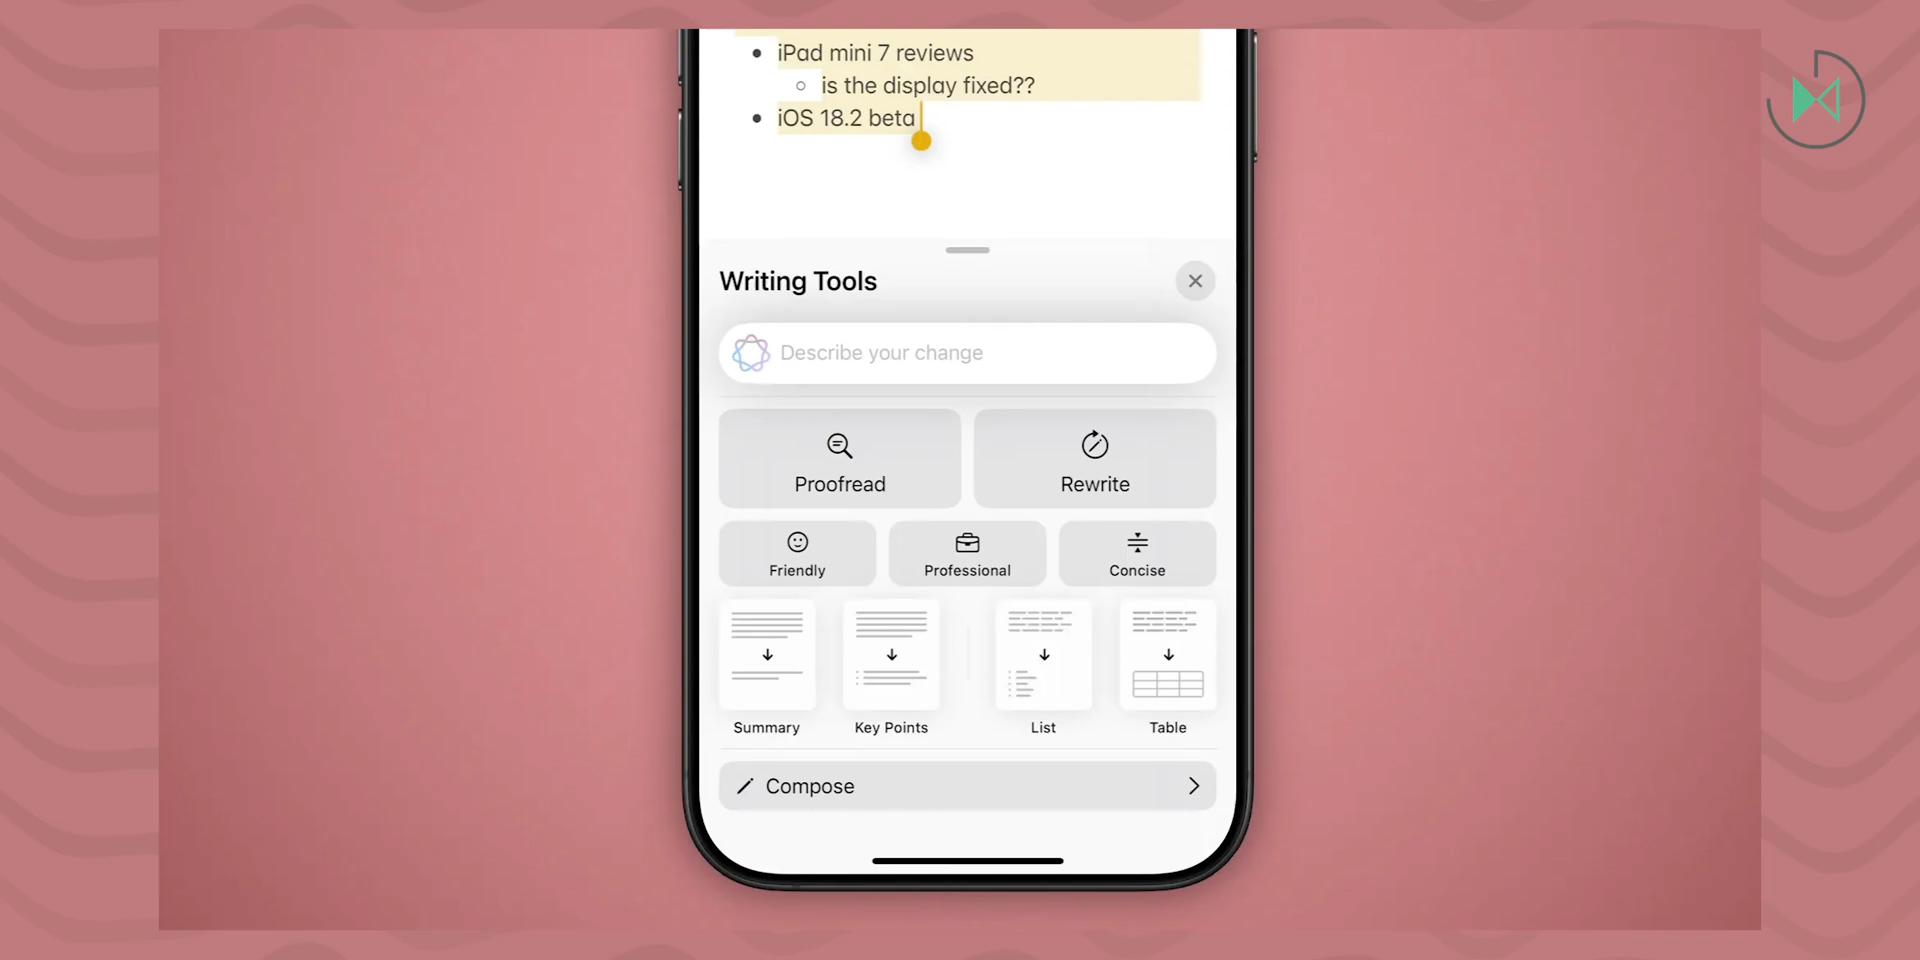 iPad mini 7 reviews
is the display fixed??
iOS 18.2 beta
Writing Tools
Describe your change
Proofread
Rewrite
Friendly
Professional
Concise
Summary
Key Points
List
Table
Compose